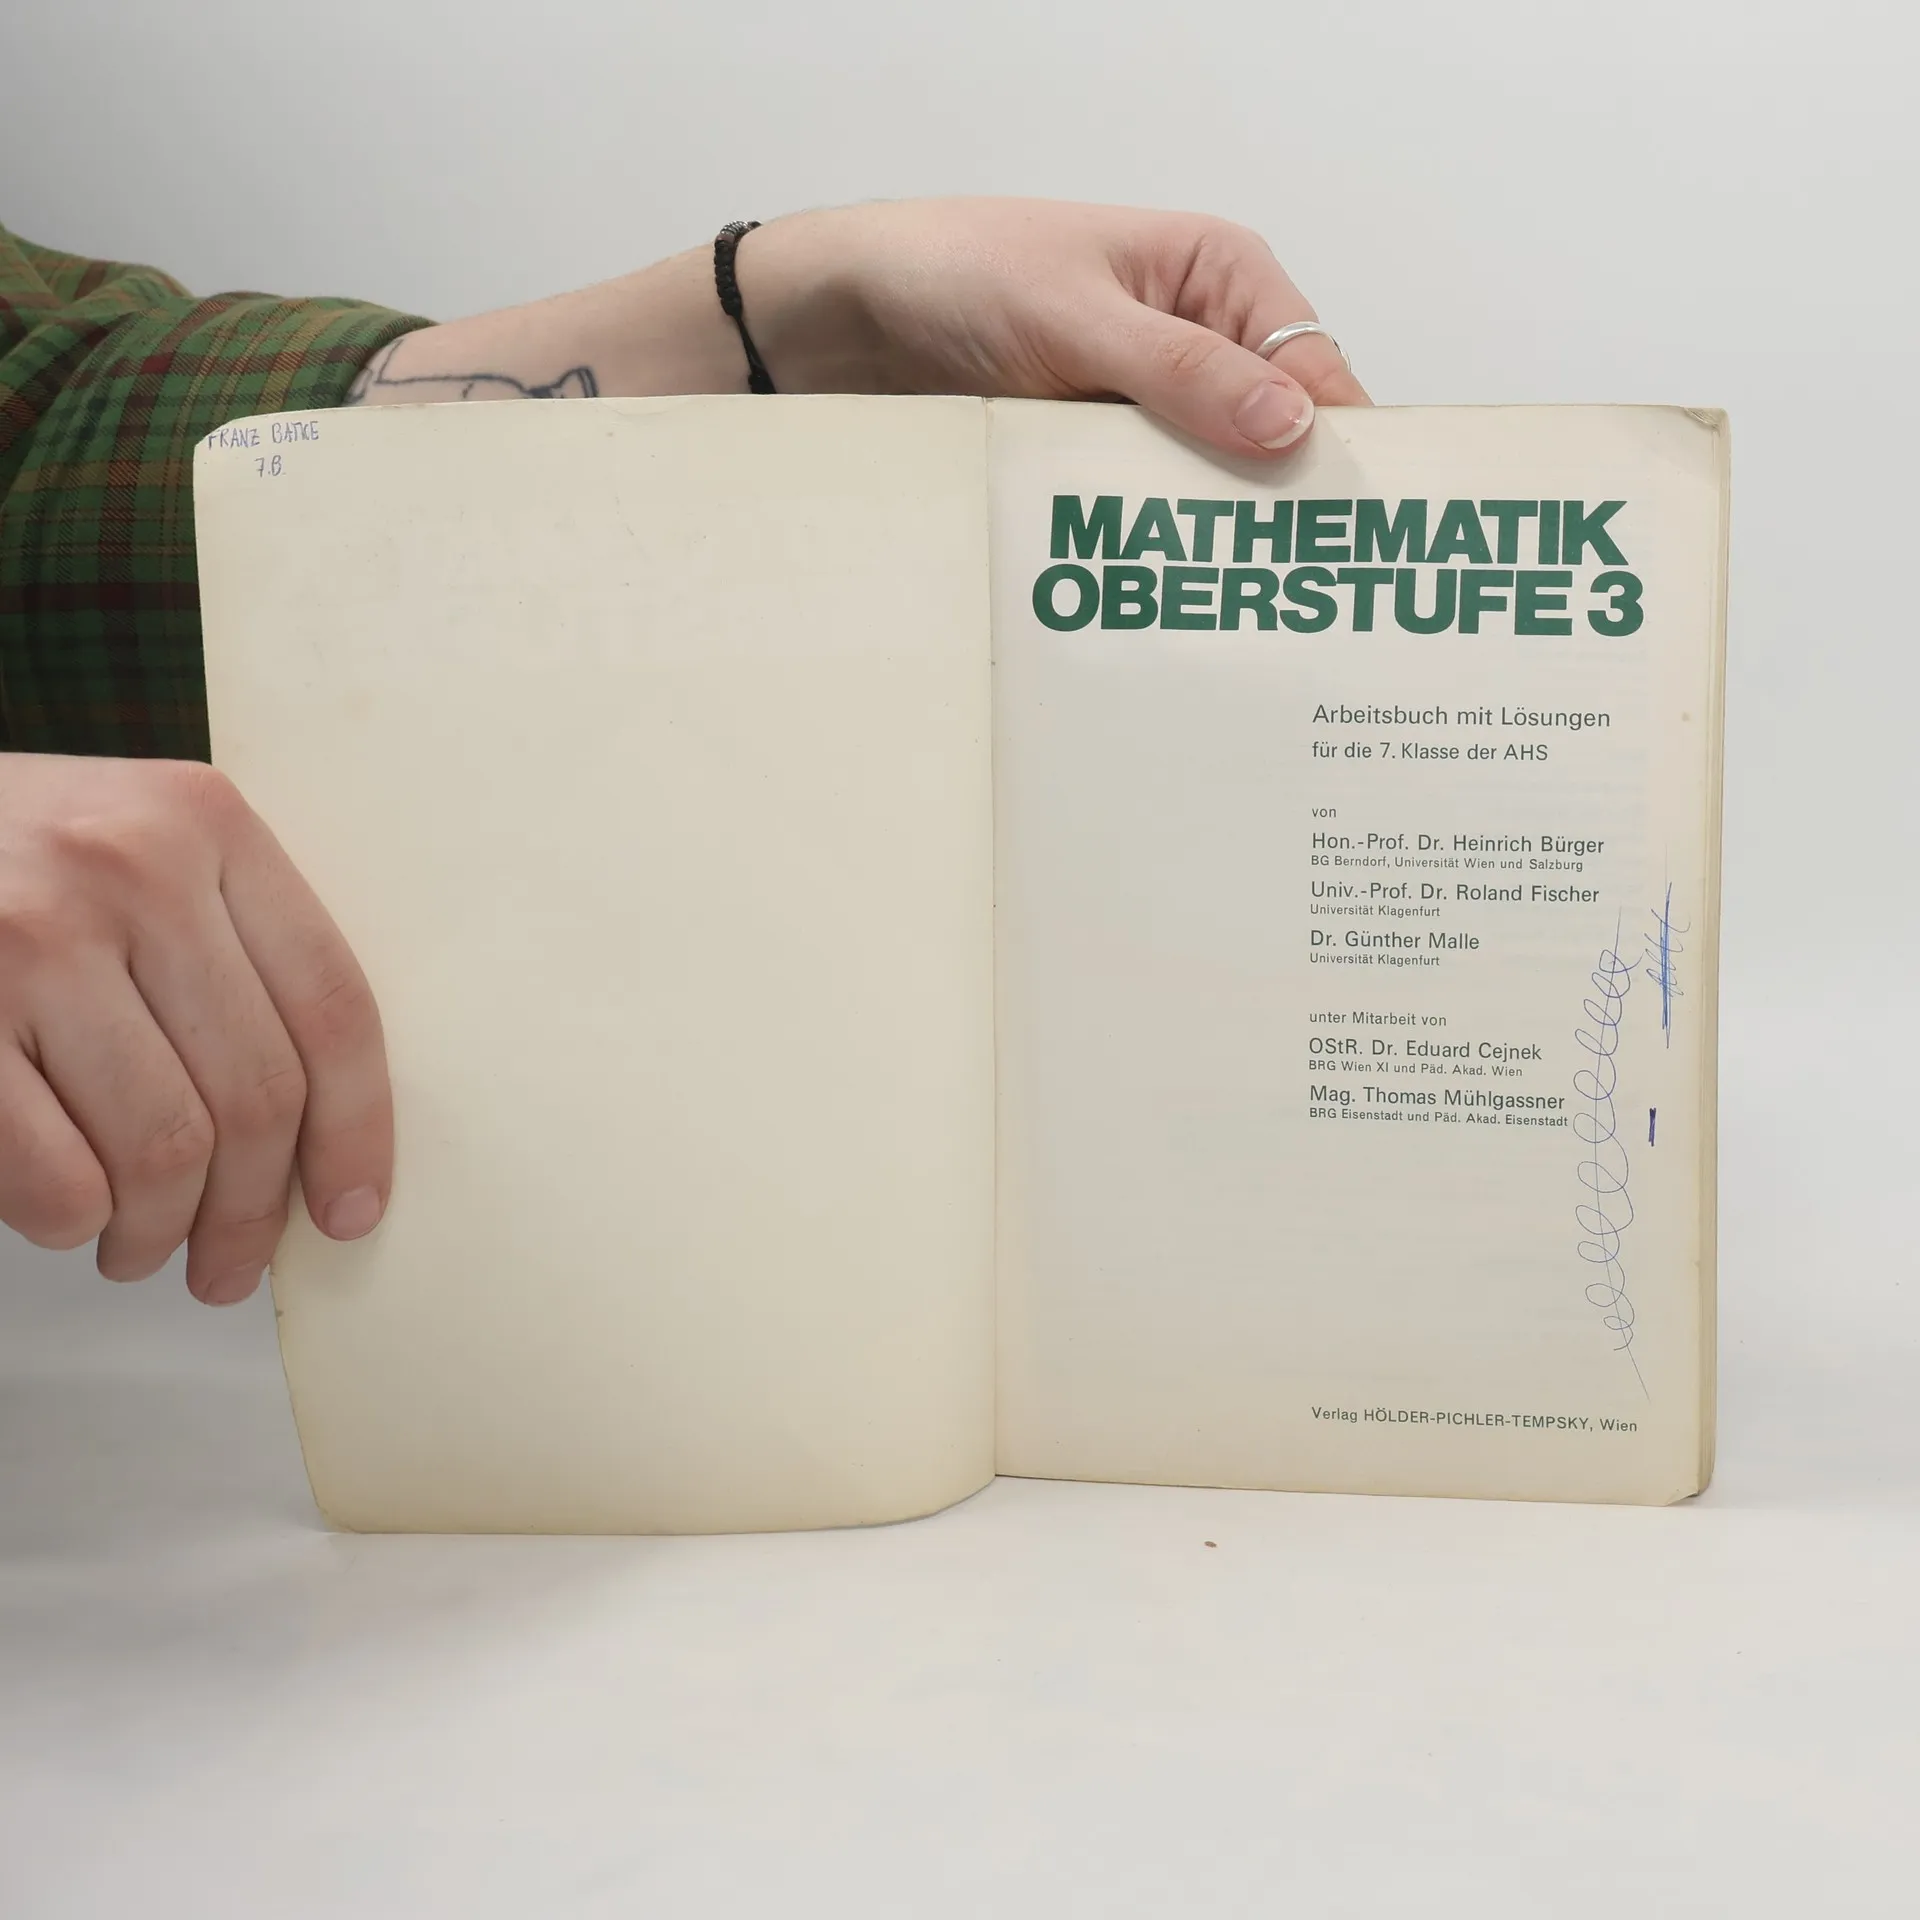 FRANZ
7.B.
MATHEMATIK
OBERSTUFE 3
Arbeitsbuch mit Lösungen
für die 7. Klasse der AHS
von
Hon.-Prof. Dr. Heinrich Bürger
BG Berndorf, Universität Wien und Salzburg
Univ.-Prof. Dr. Roland Fischer
Universität Klagenfurt
Dr. Günther Malle
Universität Klagenfurt
unter Mitarbeit von
OStR. Dr. Eduard Cejnek
BRG Wien XI und Päd. Akad. Wien
Mag. Thomas Mühlgassner
BRG Eisenstadt und Päd. Akad. Eisenstadt
Verlag HÖLDER-PICHLER-TEMPSKY, Wien